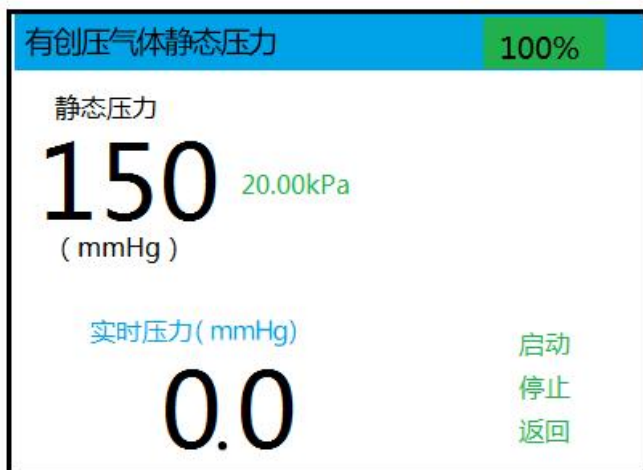 有创压气体静态压力 100%
静态压力
150 20.00kPa
(mmHg)
实时压力(mmHg)
启动
0.0 停止
返回